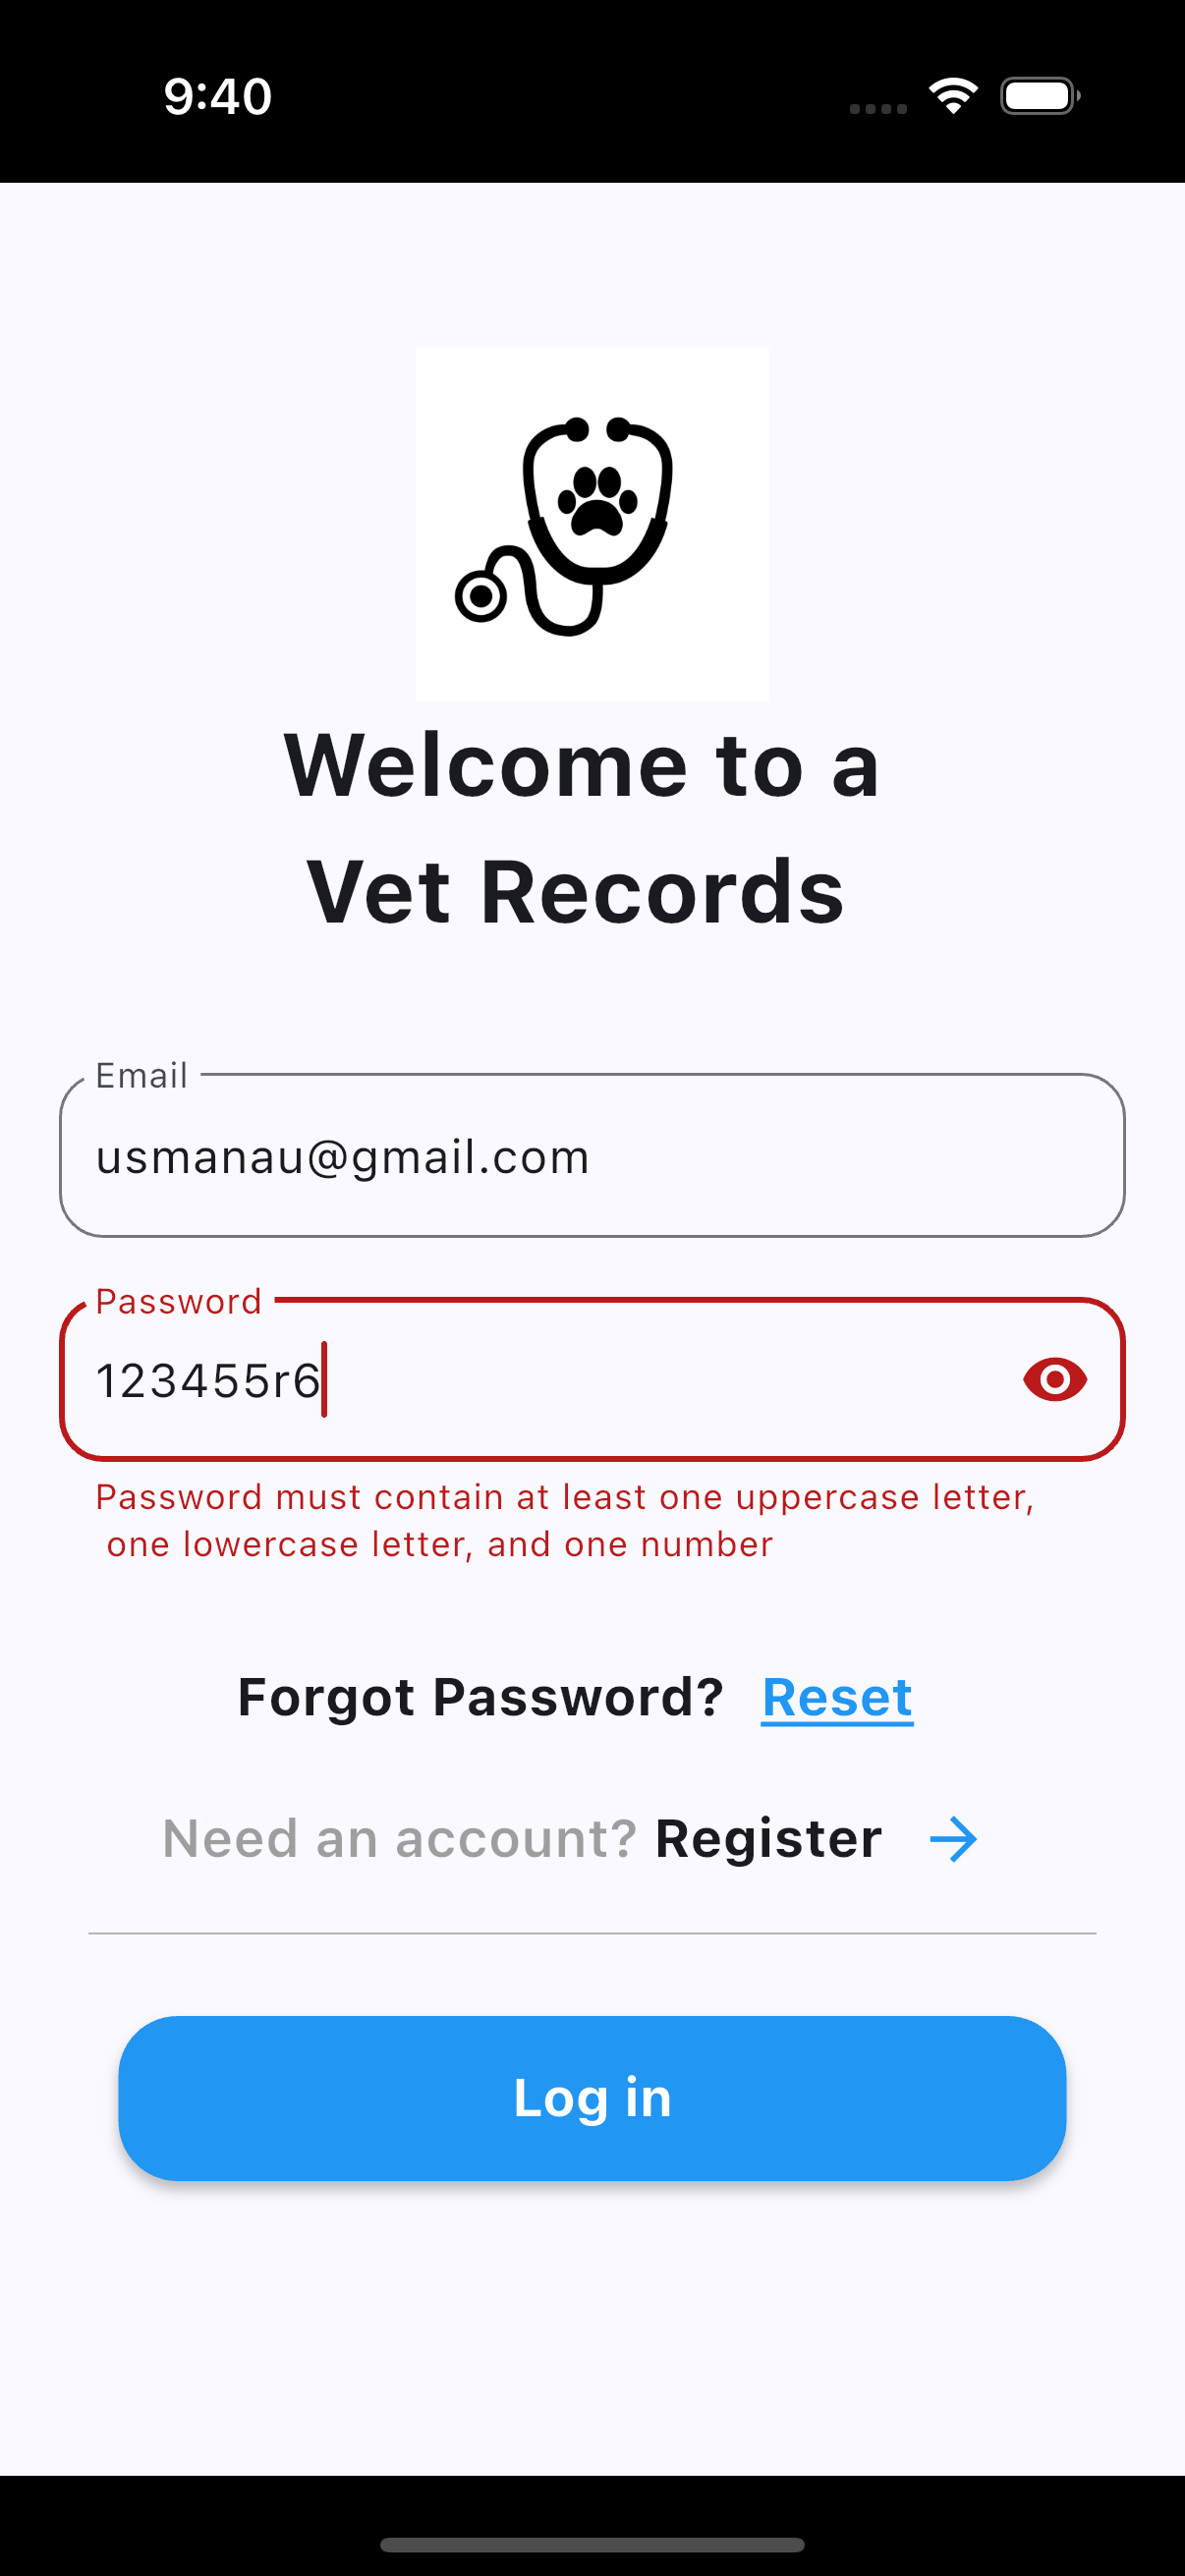 9:40
Welcome to a
Vet Records
Email
usmanau@gmail.com
Password
123455r6
Password must contain at least one uppercase letter,
one lowercase letter, and one number
Forgot Password? Reset
Need an account? Register
Log in